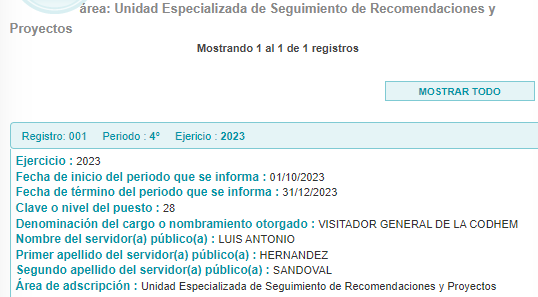 área: Unidad Especializada de Seguimiento de Recomendaciones y
Proyectos
Mostrando 1 al 1 de 1 registros
MOSTRAR TODO
Registro: 001 Periodo : 4º Ejericio : 2023
Ejercicio : 2023
Fecha de inicio del periodo que se informa : 01/10/2023
Fecha de término del periodo que se informa : 31/12/2023
Clave o nivel del puesto : 28
Denominación del cargo o nombramiento otorgado : VISITADOR GENERAL DE LA CODHEM
Nombre del servidor(a) público(a) : LUIS ANTONIO
Primer apellido del servidor(a) público(a) : HERNANDEZ
Segundo apellido del servidor(a) público(a) : SANDOVAL
Área de adscripción : Unidad Especializada de Seguimiento de Recomendaciones y Proyectos